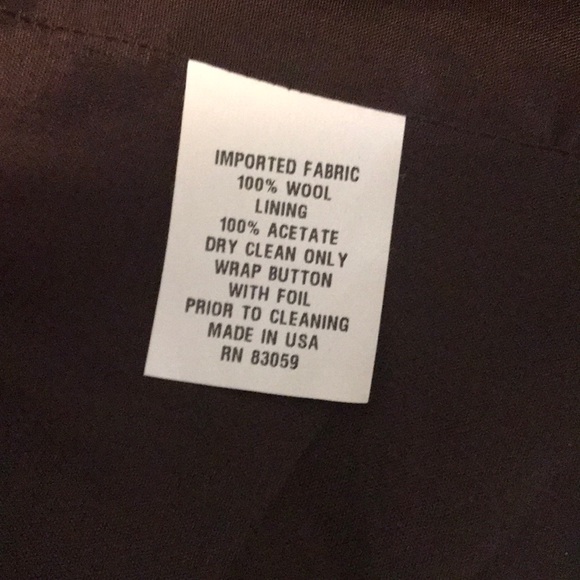 IMPORTED FABRIC
100% WOOL
LINING
100% ACETATE
DRY CLEAN ONLY
WRAP BUTTON
WITH FOIL
PRIOR TO CLEANING
MADE IN USA
RN 83059